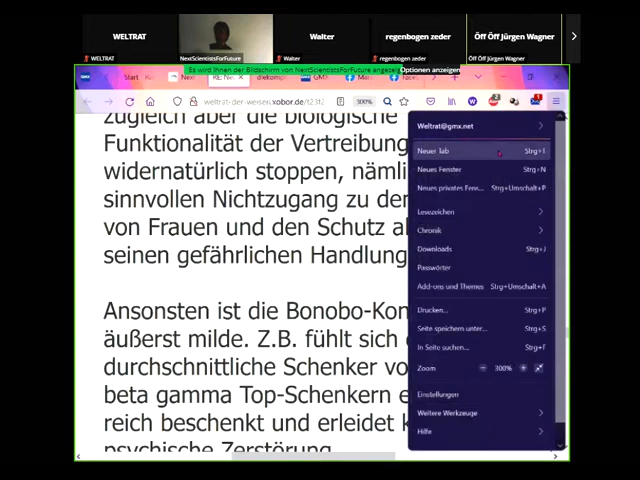 WELTRAT
Walter
regenbogen zeder
Öff Öff Jürgen Wagner
WELTRAT
NextScientistsForFuture
Walter
regenbogen zeder
Öff Öff Jürgen Wagner
Es wird Ihnen der Bildschirm von NextScientistsForFuture angezeigt
Optionen anzeigen
GMX
Start
GMX
weltrat-der-weisen.xobor.de
300%
zugleich aber die biologische
Funktionalität der Vertreibung
widernatürlich stoppen, nämli
sinnvollen Nichtzugang zu de
von Frauen und den Schutz
seinen gefährlichen Handlung
Ansonsten ist die Bonobo-Kon
äußerst milde. Z.B. fühlt sich
durchschnittliche Schenker vo
beta gamma Top-Schenkern
reich beschenkt und erleidet
psychische Zerstörung
Weltrat@gmx.net
Neuer Tab Strg+T
Neues Fenster Strg+N
Neues privates Fens... Strg+Umschalt+P
Lesezeichen
Chronik
Downloads Strg+J
Passwörter
Add-ons und Themes Strg+Umschalt+A
Drucken... Strg+P
Seite speichern unter... Strg+S
In Seite suchen... Strg+F
Zoom 300%
Einstellungen
Weitere Werkzeuge
Hilfe